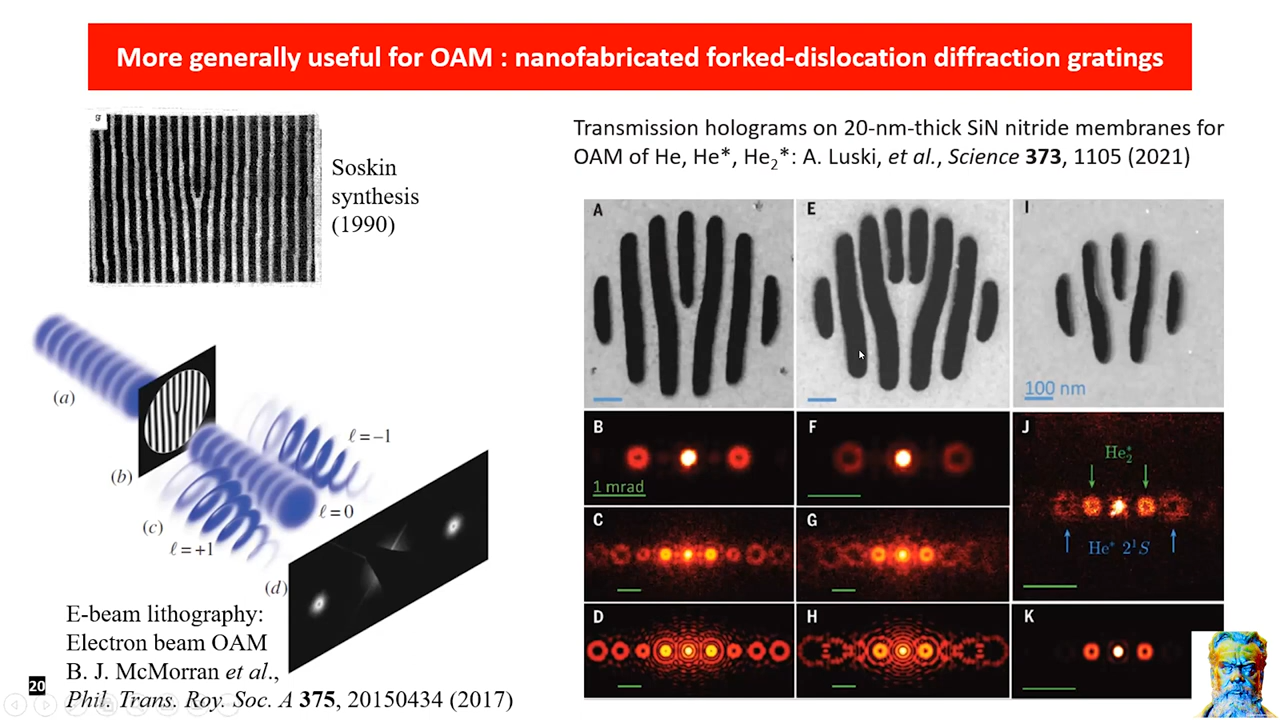 More generally useful for OAM : nanofabricated forked-dislocation diffraction gratings
Soskin
synthesis
(1990)
(a)
(b)
(c)
(d)
ℓ = −1
ℓ = 0
ℓ = +1
E-beam lithography:
Electron beam OAM
B. J. McMorran et al.,
Phil. Trans. Roy. Soc. A 375, 20150434 (2017)
20
Transmission holograms on 20-nm-thick SiN nitride membranes for
OAM of He, He*, He₂*: A. Luski, et al., Science 373, 1105 (2021)
A
E
I
100 nm
B
1 mrad
F
J
He₂*
He* 2¹S
C
G
D
H
K